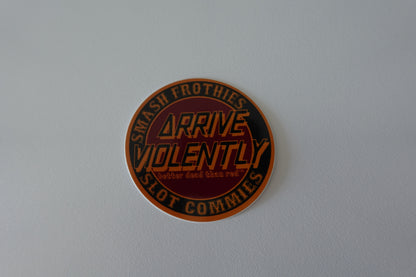 SMASH FROTHIES
ARRIVE
VIOLENTLY
better dead than red
SLOT COMMIES